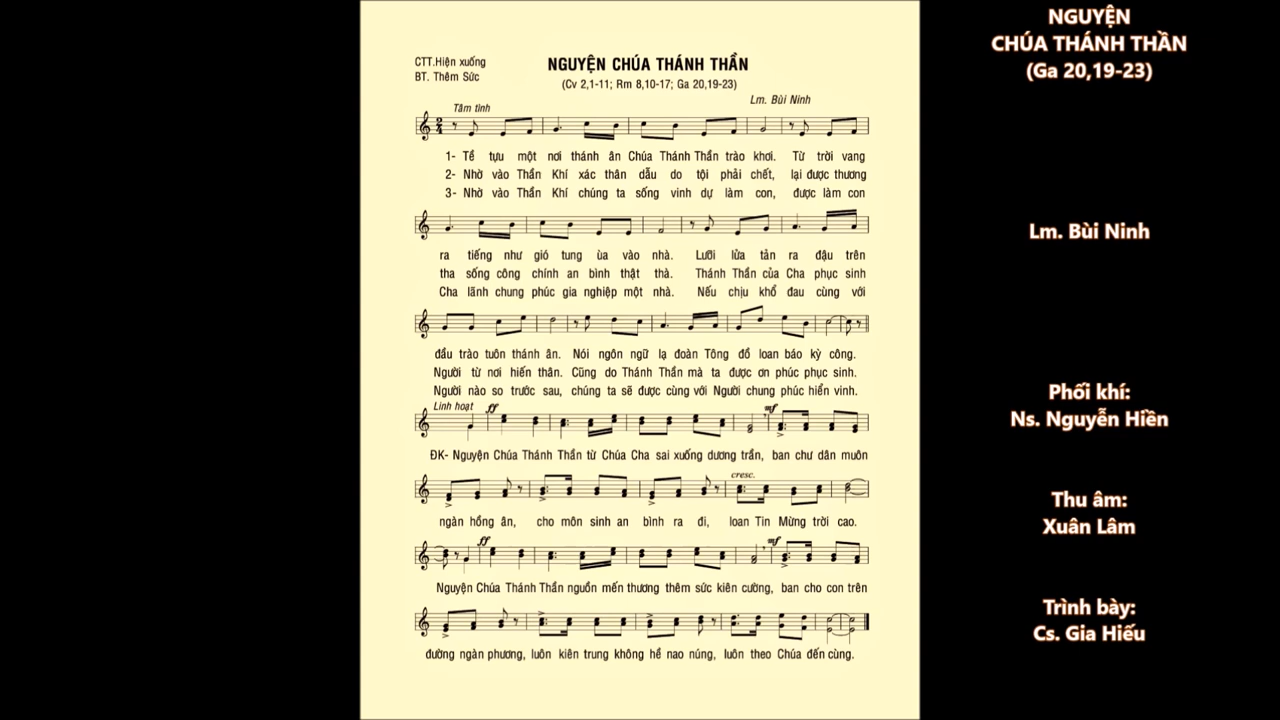 CTT.Hiện xuống
BT. Thêm Sức
NGUYỆN CHÚA THÁNH THẦN
(Cv 2,1-11; Rm 8,10-17; Ga 20,19-23)
Lm. Bùi Ninh
Tâm tình
1- Tề tựu một nơi thánh ân Chúa Thánh Thần trào khơi. Từ trời vang
2- Nhờ vào Thần Khí xác thân dẫu do tội phải chết, lại được thương
3- Nhờ vào Thần Khí chúng ta sống vinh dự làm con, được làm con
ra tiếng như gió tung ùa vào nhà. Lưỡi lửa tản ra đậu trên
tha sống công chính an bình thật thà. Thánh Thần của Cha phục sinh
Cha lãnh chung phúc gia nghiệp một nhà. Nếu chịu khổ đau cùng với
đầu trào tuôn thánh ân. Nói ngôn ngữ lạ đoàn Tông đồ loan báo kỳ công.
Người từ nơi hiến thân. Cũng do Thánh Thần mà ta được ơn phúc phục sinh.
Người nào so trước sau, chúng ta sẽ được cùng với Người chung phúc hiển vinh.
Linh hoạt
ff
mf
ĐK- Nguyện Chúa Thánh Thần từ Chúa Cha sai xuống dương trần, ban chư dân muôn
cresc.
ngàn hồng ân, cho môn sinh an bình ra đi, loan Tin Mừng trời cao.
ff
mf
Nguyện Chúa Thánh Thần nguồn mến thương thêm sức kiên cường, ban cho con trên
đường ngàn phương, luôn kiên trung không hề nao núng, luôn theo Chúa đến cùng.
NGUYỆN
CHÚA THÁNH THẦN
(Ga 20,19-23)
Lm. Bùi Ninh
Phối khí:
Ns. Nguyễn Hiền
Thu âm:
Xuân Lâm
Trình bày:
Cs. Gia Hiếu